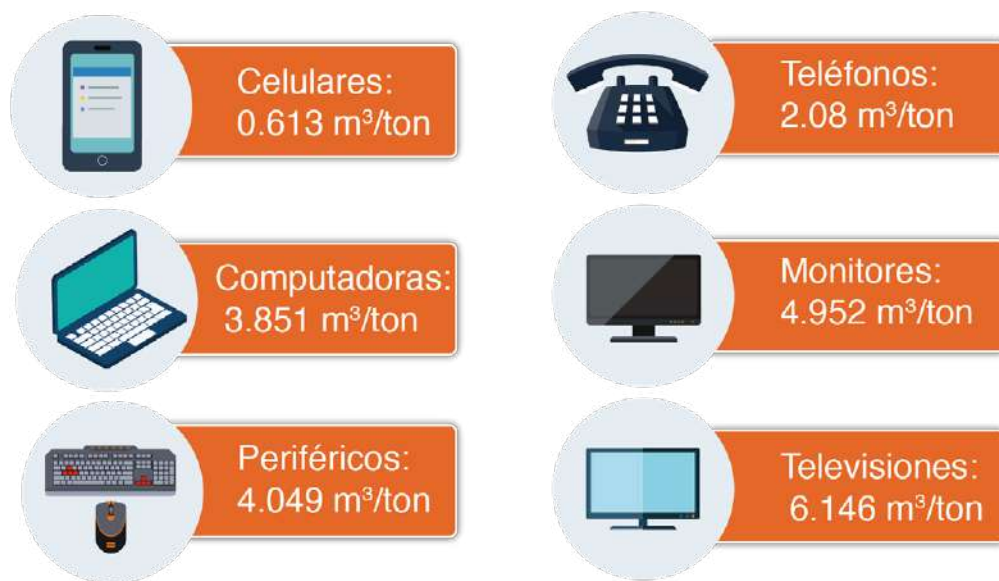 Celulares:
0.613 m³/ton
Teléfonos:
2.08 m³/ton
Computadoras:
3.851 m³/ton
Monitores:
4.952 m³/ton
Periféricos:
4.049 m³/ton
Televisiones:
6.146 m³/ton